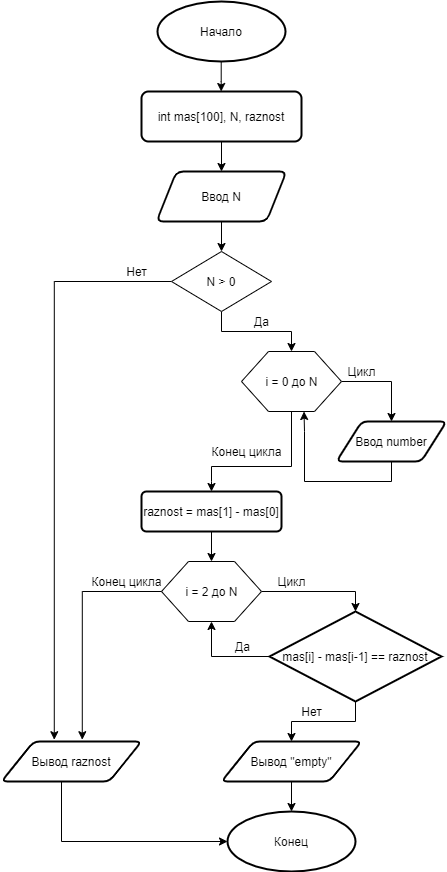 Начало
int mas[100], N, raznost
Ввод N
Нет
N > 0
Да
i = 0 до N
Цикл
Ввод number
Конец цикла
raznost = mas[1] - mas[0]
Конец цикла
i = 2 до N
Цикл
Да
mas[i] - mas[i-1] == raznost
Нет
Вывод raznost
Вывод "empty"
Конец